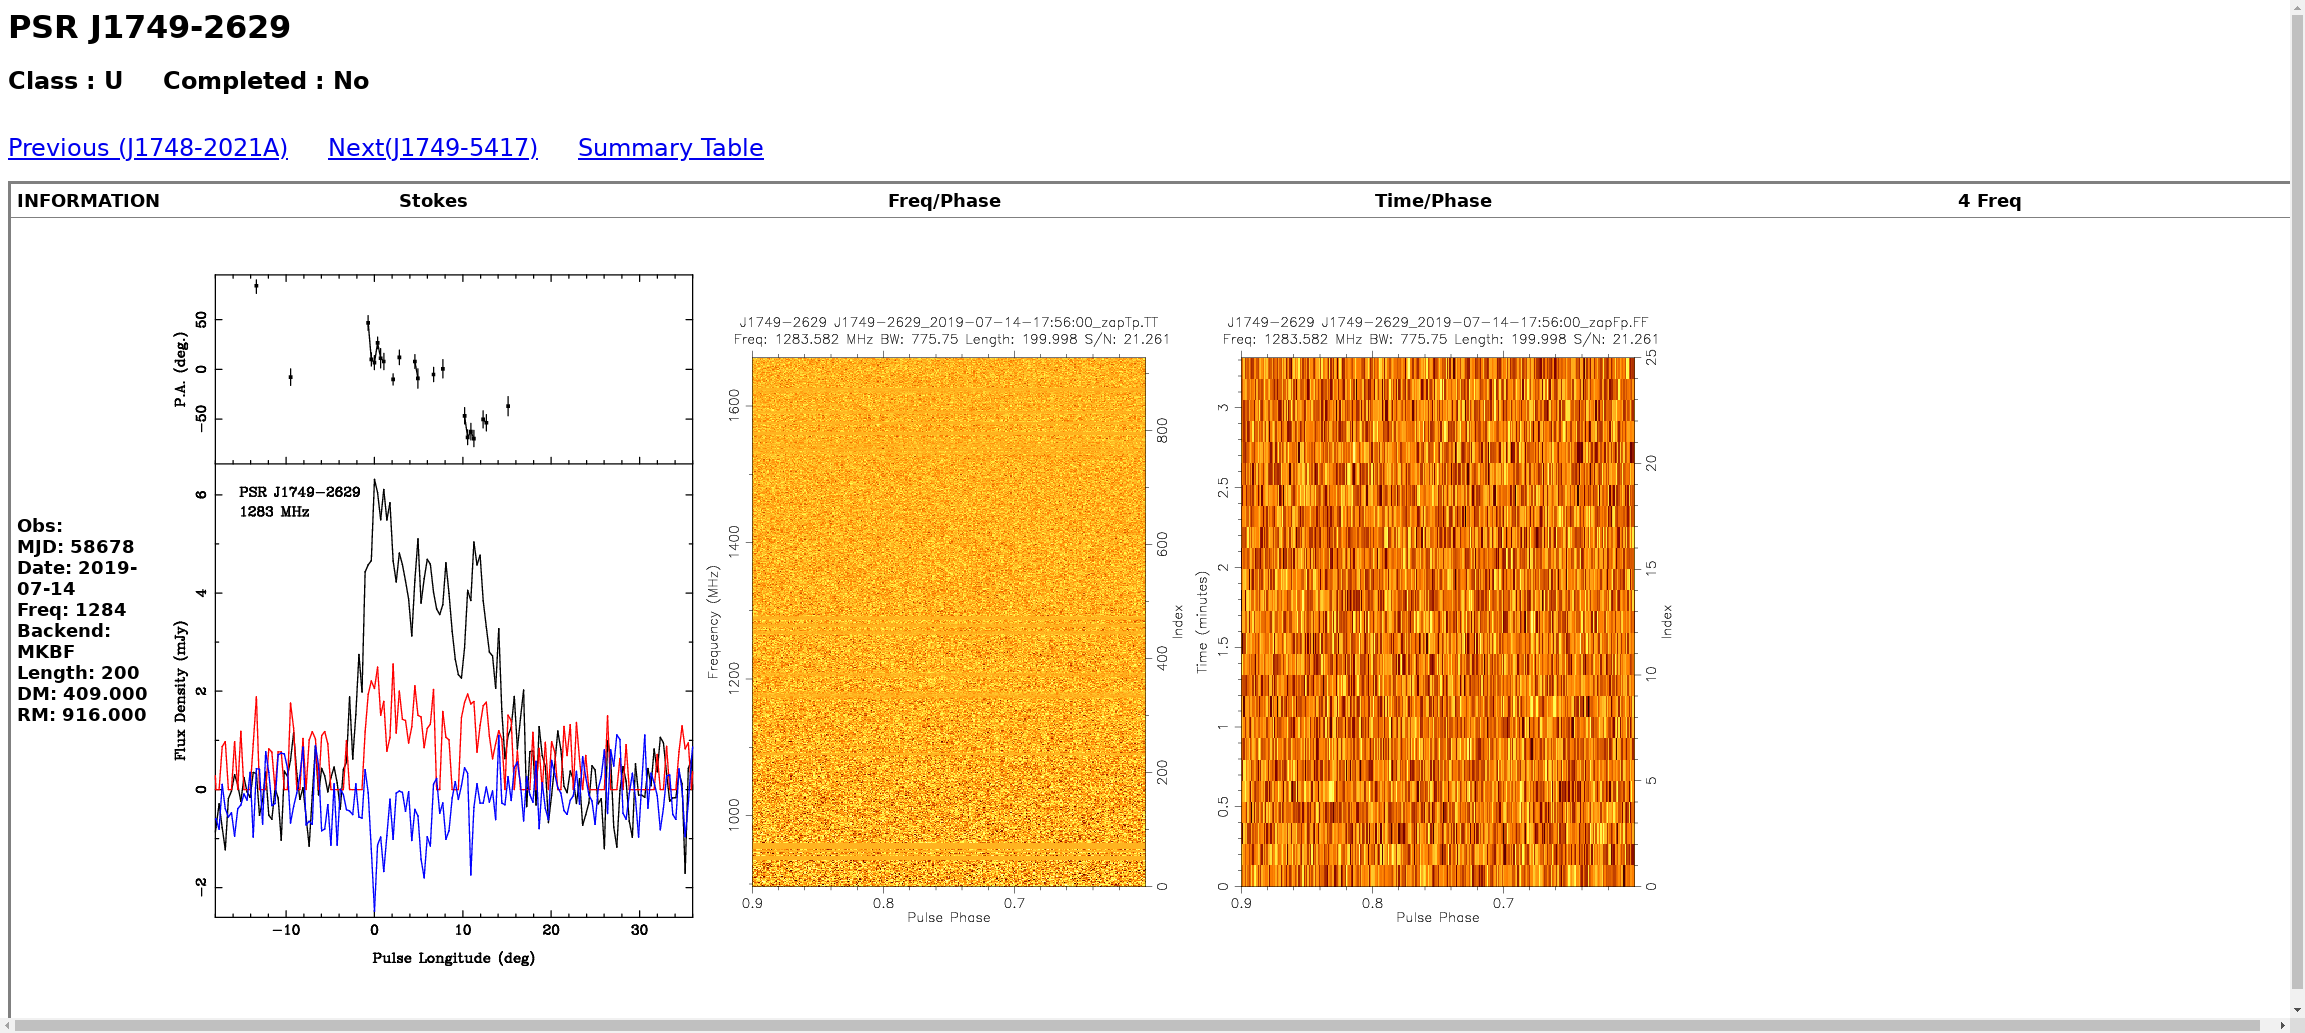 PSR J1749-2629
Class : U Completed : No
Previous (J1748-2021A) Next(J1749-5417) Summary Table
INFORMATION Stokes Freq/Phase Time/Phase 4 Freq
Obs:
MJD: 58678
Date: 2019-
07-14
Freq: 1284
Backend:
MKBF
Length: 200
DM: 409.000
RM: 916.000
P.A. (deg.)
50
0
−50
PSR J1749−2629
1283 MHz
Flux Density (mJy)
6
4
2
0
−2
−10 0 10 20 30
Pulse Longitude (deg)
J1749−2629 J1749−2629_2019−07−14−17:56:00_zapTp.TT
Freq: 1283.582 MHz BW: 775.75 Length: 199.998 S/N: 21.261
Frequency (MHz)
1600
1400
1200
1000
800
600
400
200
0
Index
0.9 0.8 0.7
Pulse Phase
J1749−2629 J1749−2629_2019−07−14−17:56:00_zapFp.FF
Freq: 1283.582 MHz BW: 775.75 Length: 199.998 S/N: 21.261
Time (minutes)
3
2.5
2
1.5
1
0.5
0
25
20
15
10
5
0
Index
0.9 0.8 0.7
Pulse Phase